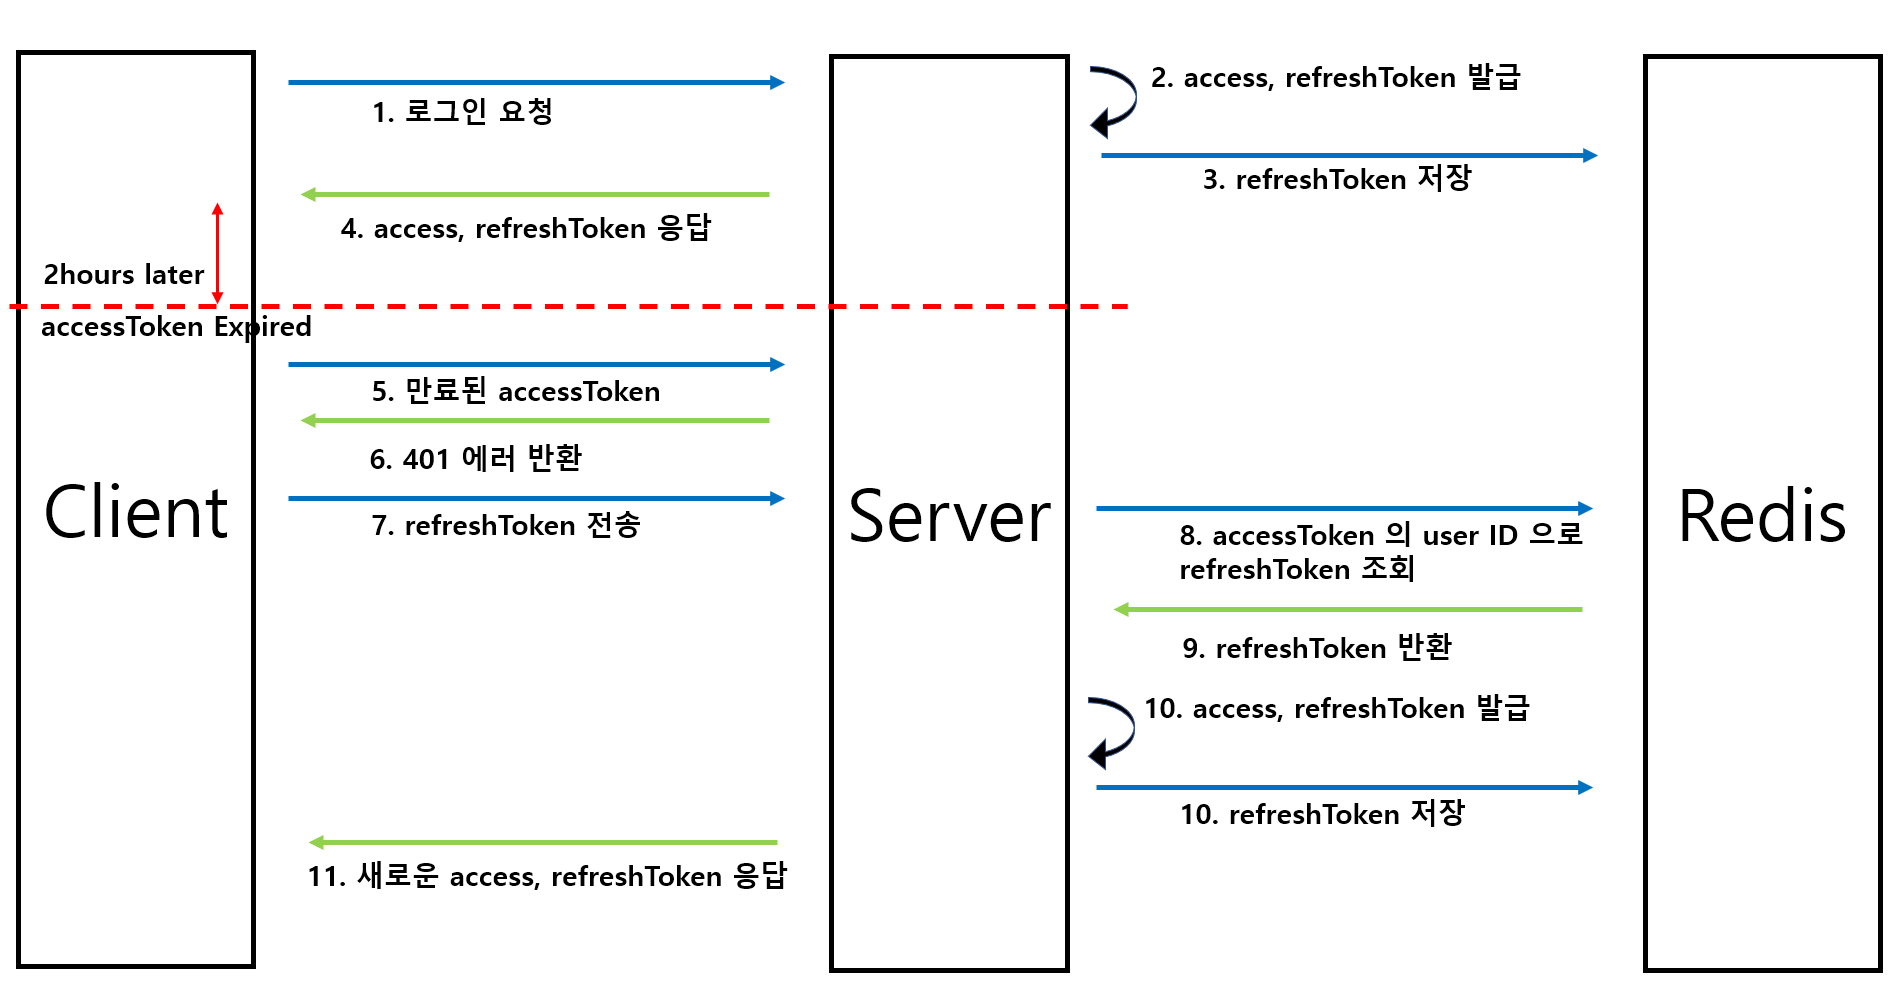 1. 로그인 요청
2. access, refreshToken 발급
3. refreshToken 저장
4. access, refreshToken 응답
2hours later
accessToken Expired
5. 만료된 accessToken
6. 401 에러 반환
7. refreshToken 전송
Client
Server
Redis
8. accessToken 의 user ID 으로
refreshToken 조회
9. refreshToken 반환
10. access, refreshToken 발급
10. refreshToken 저장
11. 새로운 access, refreshToken 응답